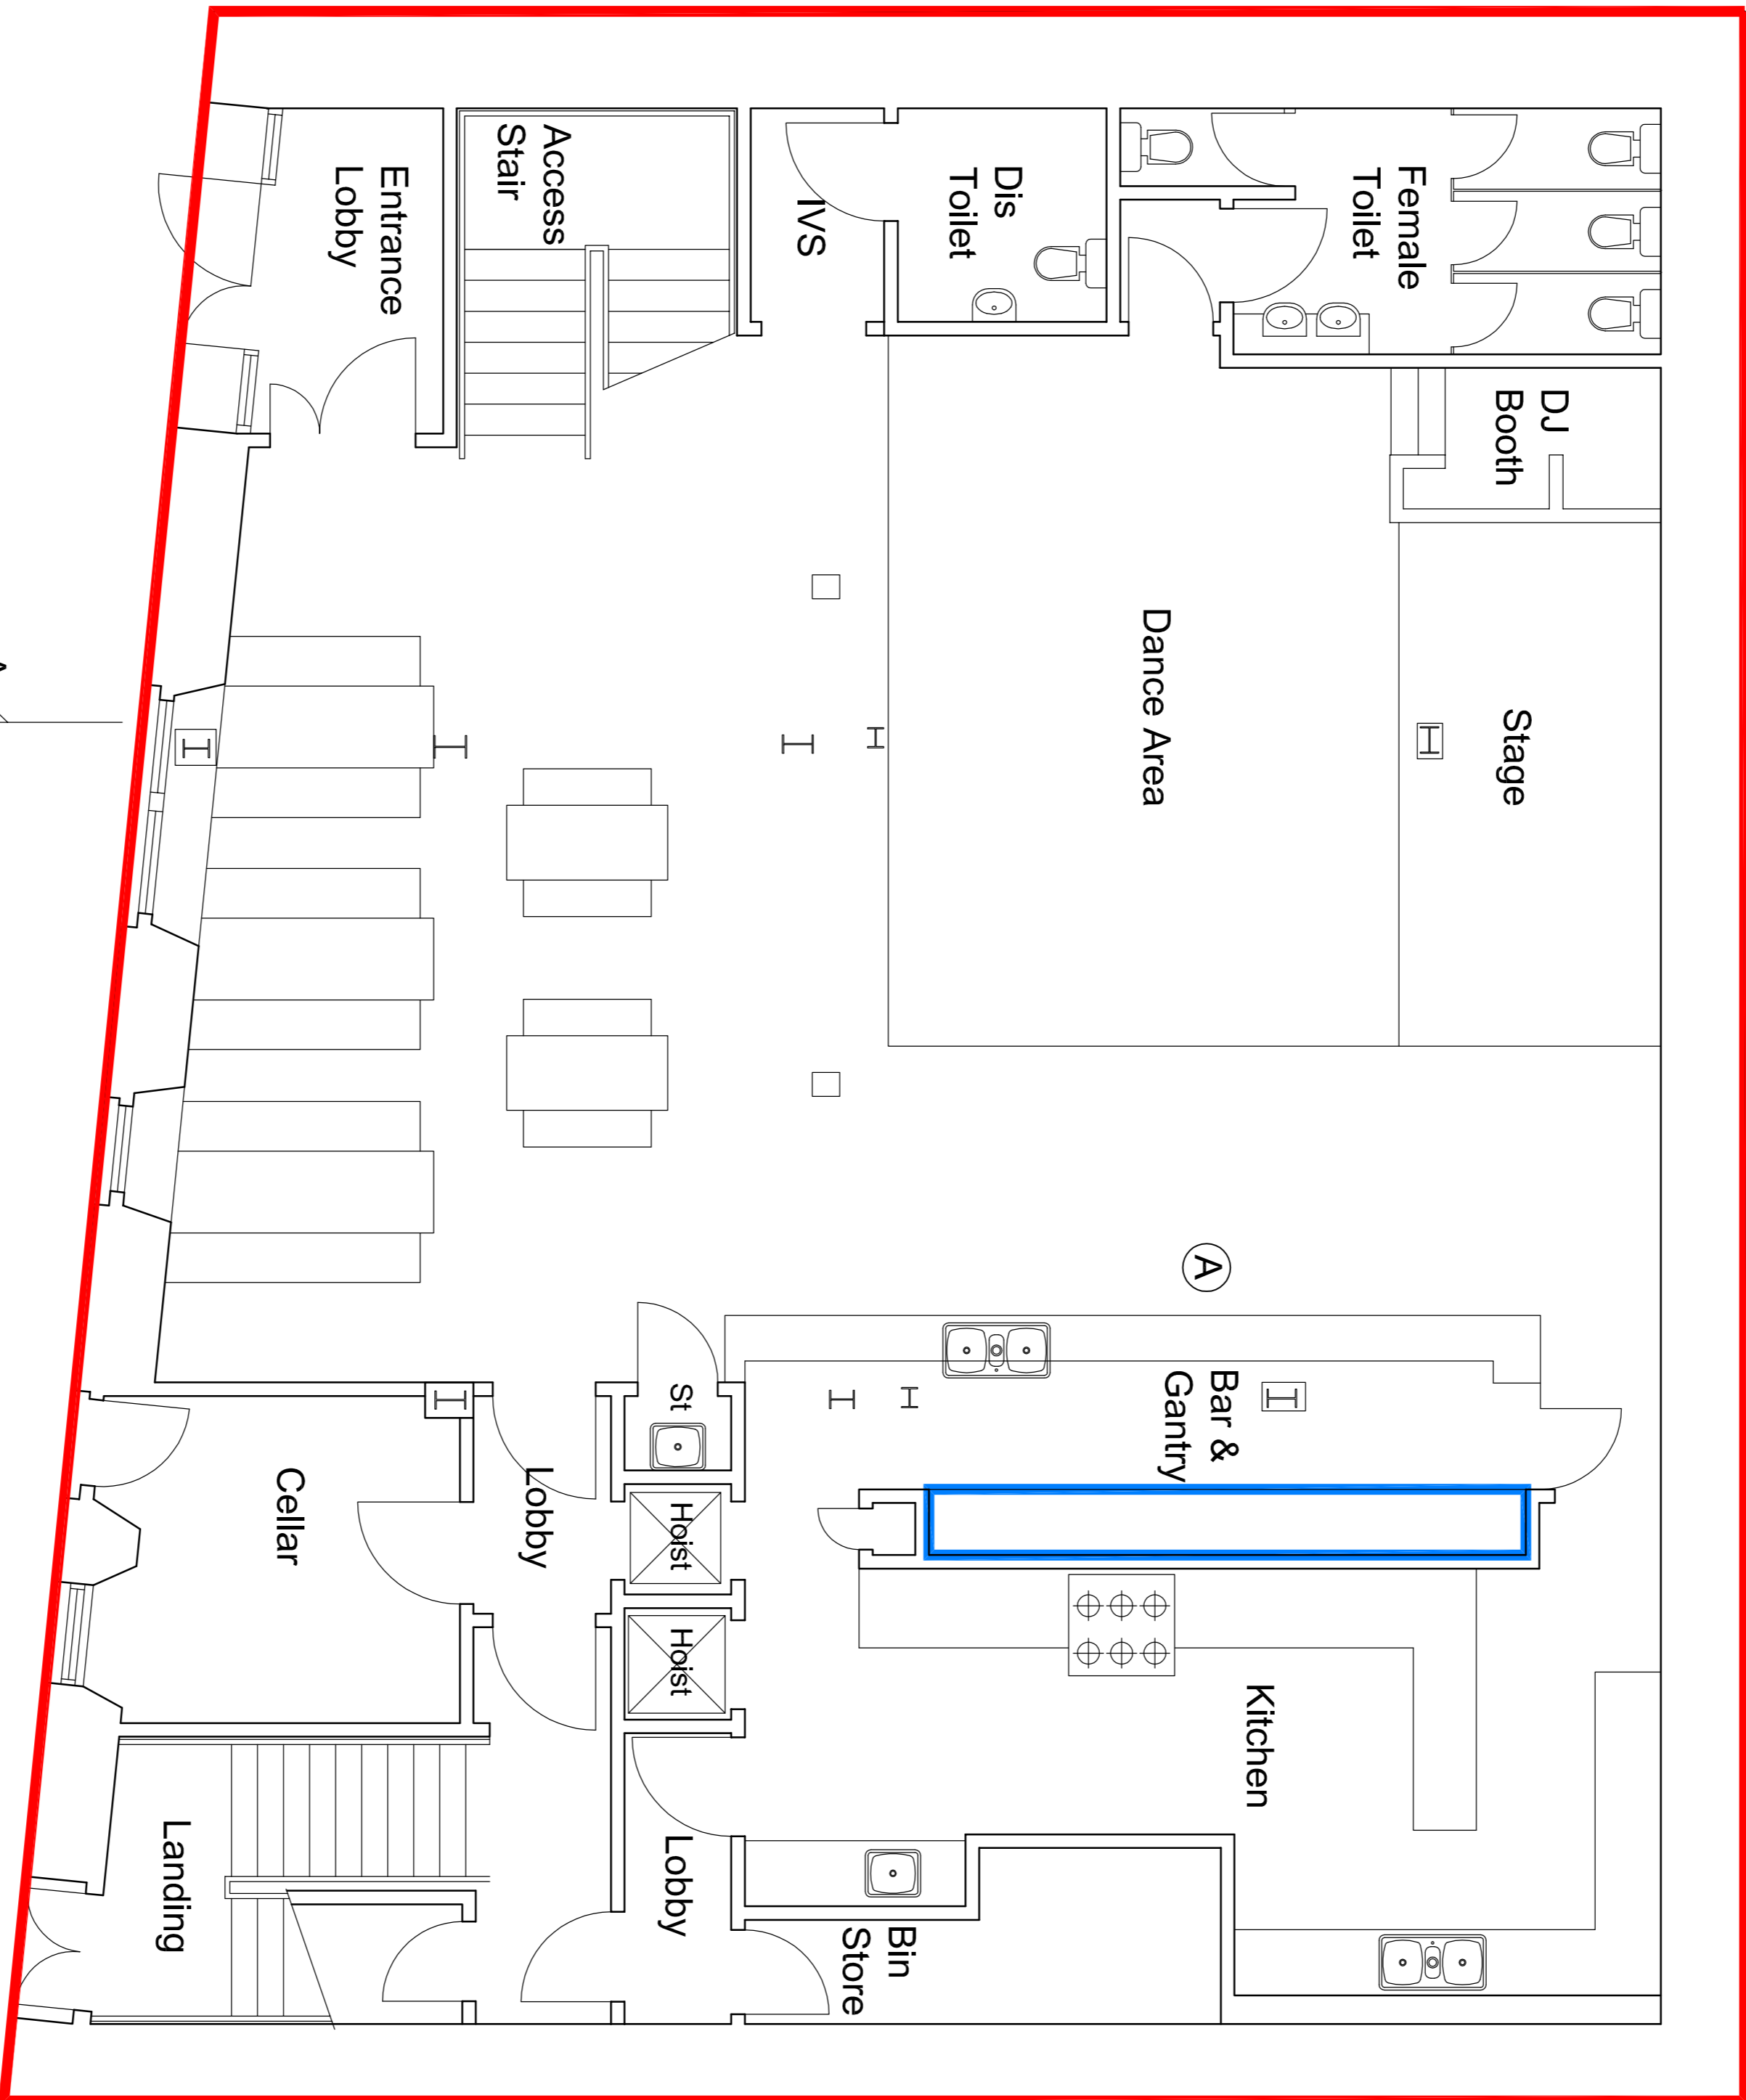 Entrance
Lobby
Access
Stair
IVS
Dis
Toilet
Female
Toilet
DJ
Booth
Stage
Dance Area
A
Bar &
Gantry
St
Hoist
Hoist
Lobby
Cellar
Kitchen
Landing
Lobby
Bin
Store